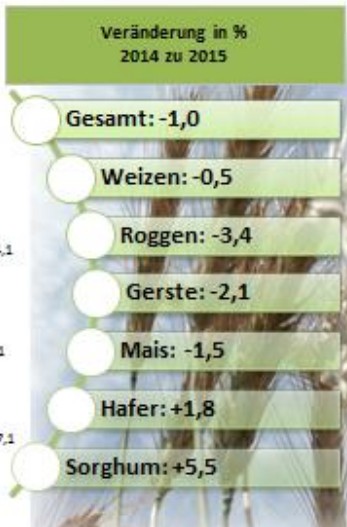 Veränderung in %
2014 zu 2015
Gesamt: -1,0
Weizen: -0,5
Roggen: -3,4
Gerste: -2,1
Mais: -1,5
Hafer: +1,8
Sorghum: +5,5